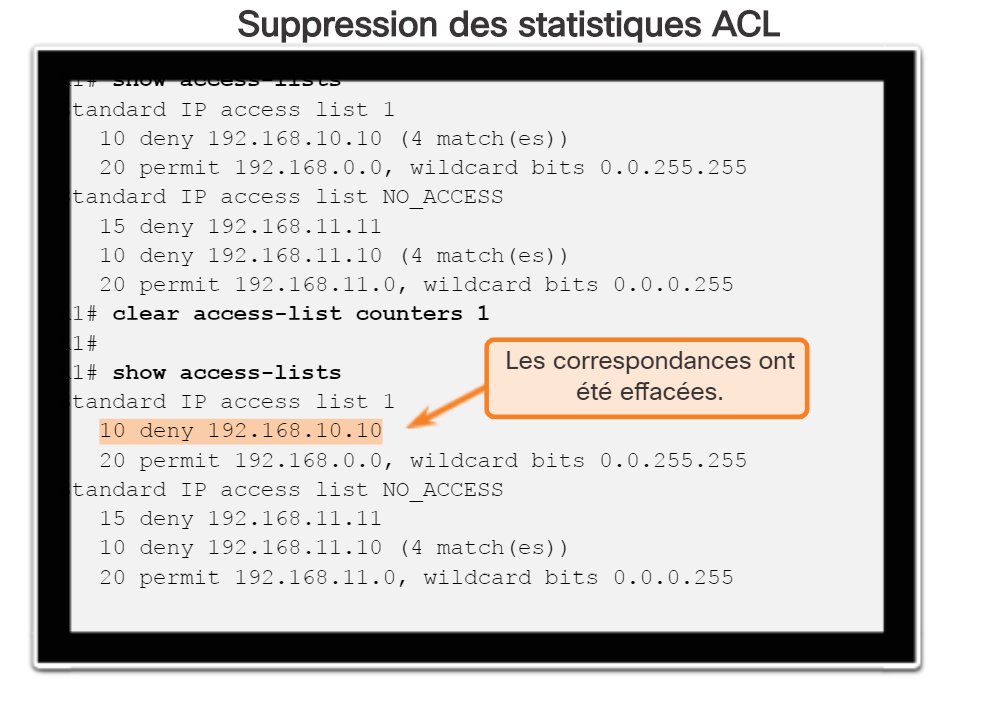 Suppression des statistiques ACL
1# show access-lists
tandard IP access list 1
10 deny 192.168.10.10 (4 match(es))
20 permit 192.168.0.0, wildcard bits 0.0.255.255
tandard IP access list NO_ACCESS
15 deny 192.168.11.11
10 deny 192.168.11.10 (4 match(es))
20 permit 192.168.11.0, wildcard bits 0.0.0.255
1# clear access-list counters 1
1#
1# show access-lists
tandard IP access list 1
10 deny 192.168.10.10
20 permit 192.168.0.0, wildcard bits 0.0.255.255
tandard IP access list NO_ACCESS
15 deny 192.168.11.11
10 deny 192.168.11.10 (4 match(es))
20 permit 192.168.11.0, wildcard bits 0.0.0.255
Les correspondances ont
été effacées.